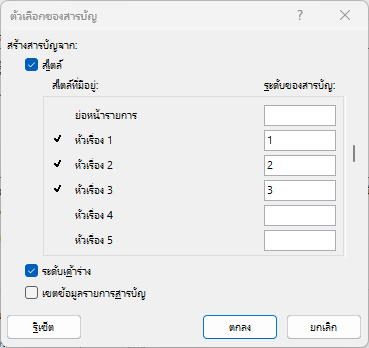 ตัวเลือกของสารบัญ
?
สร้างสารบัญจาก:
สไตล์
สไตล์ที่มีอยู่: ระดับของสารบัญ:
ย่อหน้ารายการ
หัวเรื่อง 1 1
หัวเรื่อง 2 2
หัวเรื่อง 3 3
หัวเรื่อง 4
หัวเรื่อง 5
ระดับเค้าร่าง
เขตข้อมูลรายการสารบัญ
รีเซ็ต ตกลง ยกเลิก